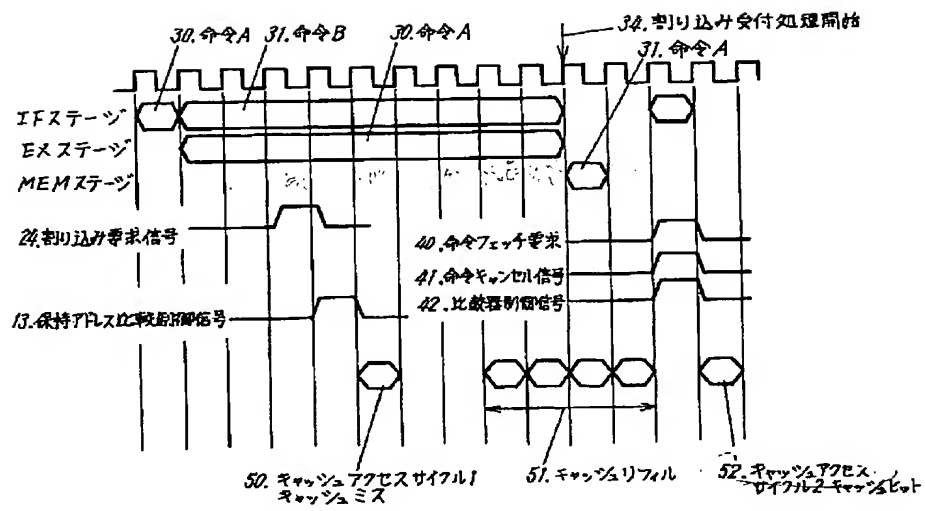 34.割り込み受付処理開始
30.命令A 31.命令B 30.命令A 31.命令A
IFステージ
EXステージ
MEMステージ
24.割り込み要求信号
40.命令フェッチ要求
41.命令キャンセル信号
42.比較器制御信号
13.保持アドレス比較制御信号
50.キャッシュアクセスサイクル1
キャッシュミス
51.キャッシュリフィル
52.キャッシュアクセス
サイクル2キャッシュヒット